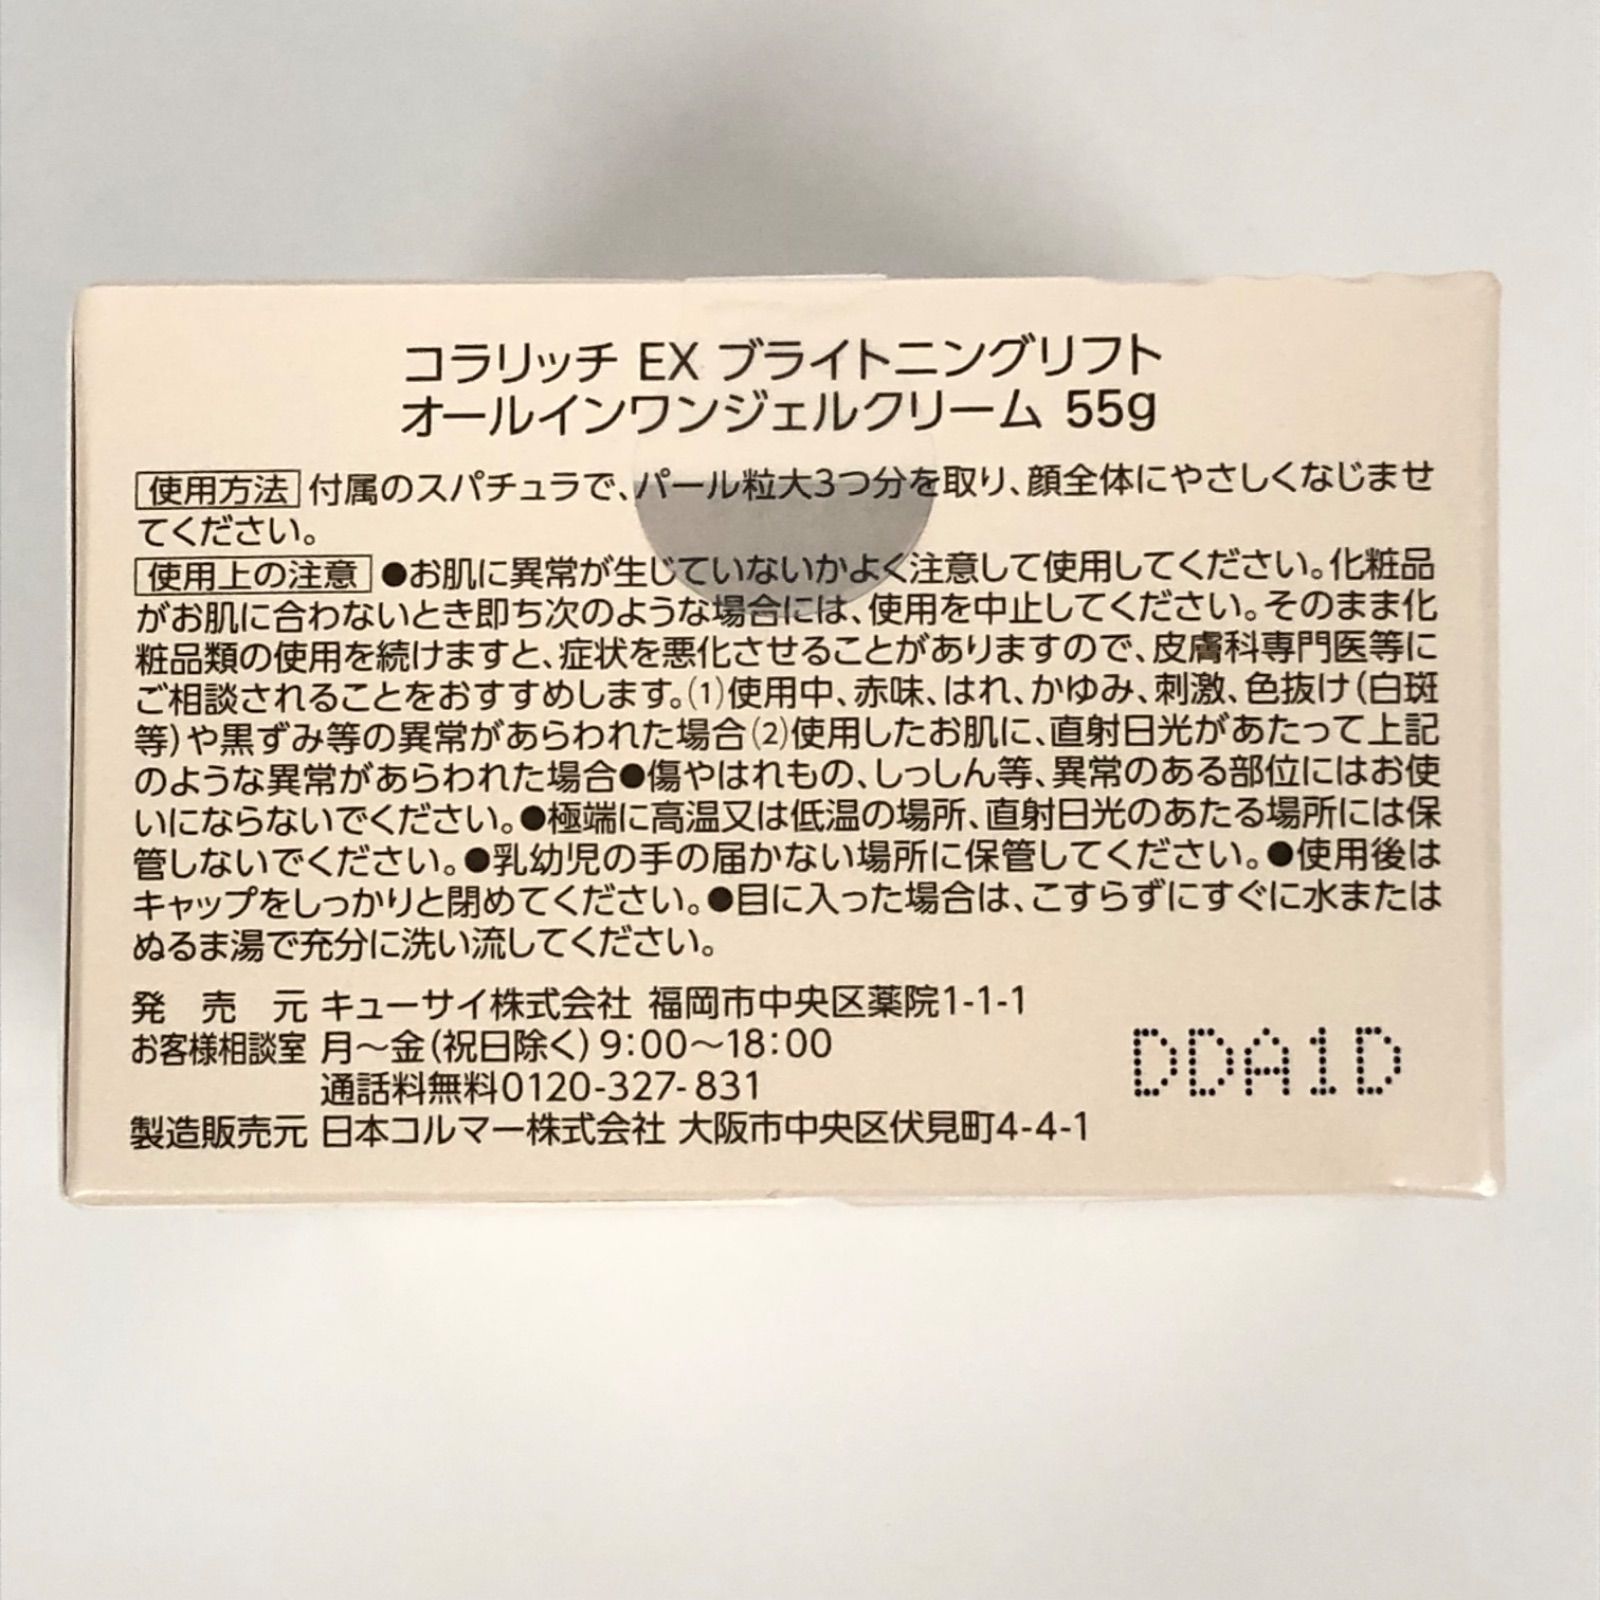 コラリッチ EX ブライトニングリフト
オールインワンジェルクリーム 55g
使用方法 付属のスパチュラで、パール粒大3つ分を取り、顔全体にやさしくなじませ
てください。
使用上の注意 ●お肌に異常が生じていないかよく注意して使用してください。化粧品
がお肌に合わないとき即ち次のような場合には、使用を中止してください。そのまま化
粧品類の使用を続けますと、症状を悪化させることがありますので、皮膚科専門医等に
ご相談されることをおすすめします。(1)使用中、赤味、はれ、かゆみ、刺激、色抜け(白斑
等)や黒ずみ等の異常があらわれた場合(2)使用したお肌に、直射日光があたって上記
のような異常があらわれた場合●傷やはれもの、しっしん等、異常のある部位にはお使
いにならないでください。●極端に高温又は低温の場所、直射日光のあたる場所には保
管しないでください。●乳幼児の手の届かない場所に保管してください。●使用後は
キャップをしっかりと閉めてください。●目に入った場合は、こすらずにすぐに水または
ぬるま湯で充分に洗い流してください。
発売元 キューサイ株式会社 福岡市中央区薬院1-1-1
お客様相談室 月～金(祝日除く)9:00～18:00
通話料無料0120-327-831
製造販売元 日本コルマー株式会社 大阪市中央区伏見町4-4-1
DDA1D